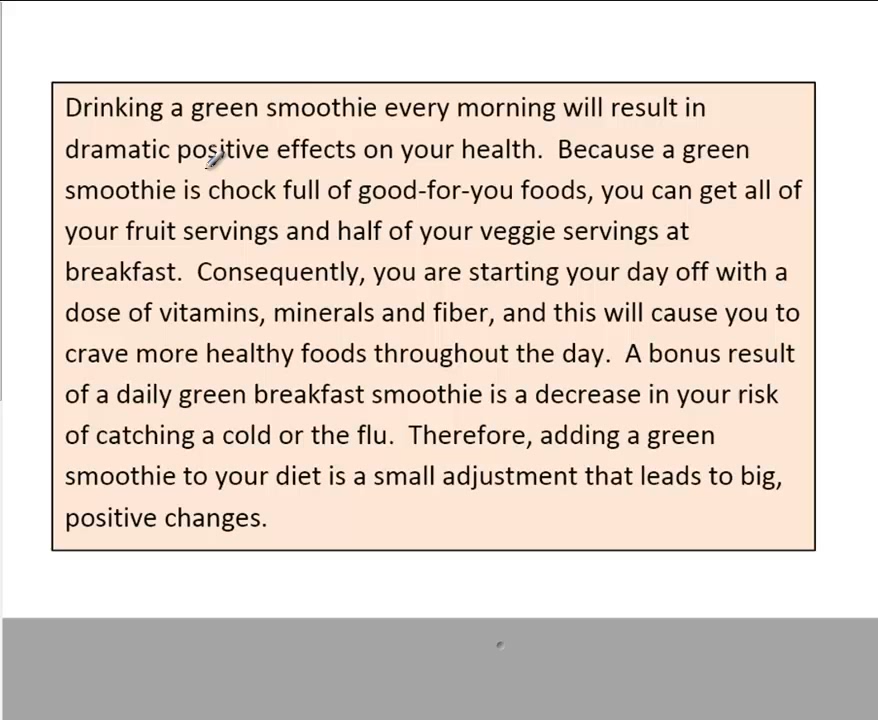 Drinking a green smoothie every morning will result in
dramatic positive effects on your health.  Because a green
smoothie is chock full of good-for-you foods, you can get all of
your fruit servings and half of your veggie servings at
breakfast.  Consequently, you are starting your day off with a
dose of vitamins, minerals and fiber, and this will cause you to
crave more healthy foods throughout the day.  A bonus result
of a daily green breakfast smoothie is a decrease in your risk
of catching a cold or the flu.  Therefore, adding a green
smoothie to your diet is a small adjustment that leads to big,
positive changes.